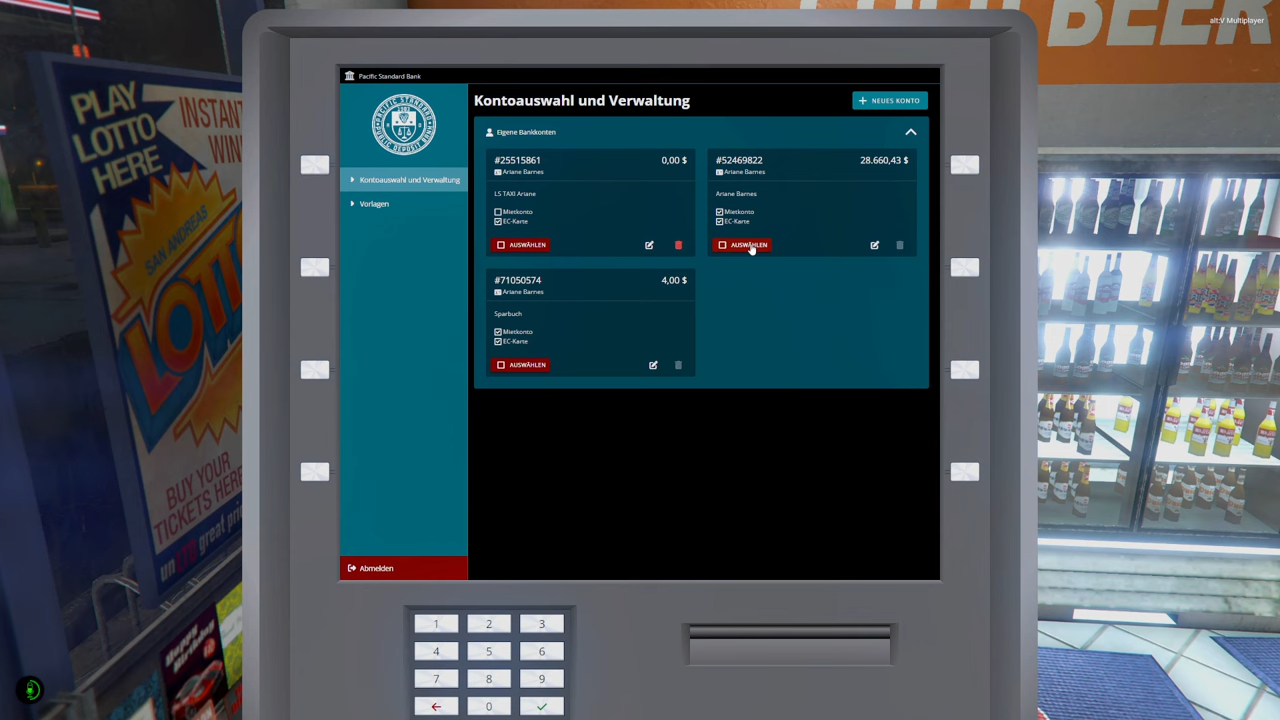 alt:V Multiplayer
BEER
PLAY
LOTTO
HERE
INSTANT
WIN
SAN ANDREAS
LOTTO
BUY YOUR
TICKETS HERE
Pacific Standard Bank
Kontoauswahl und Verwaltung
Vorlagen
Abmelden
Kontoauswahl und Verwaltung
NEUES KONTO
Eigene Bankkonten
#25515861 0,00 $
Ariane Barnes
LS TAXI Ariane
Mietkonto
EC-Karte
AUSWÄHLEN
#52469822 28.660,43 $
Ariane Barnes
Ariane Barnes
Mietkonto
EC-Karte
AUSWÄHLEN
#71050574 4,00 $
Ariane Barnes
Sparbuch
Mietkonto
EC-Karte
AUSWÄHLEN
1 2 3
4 5 6
7 8 9
0